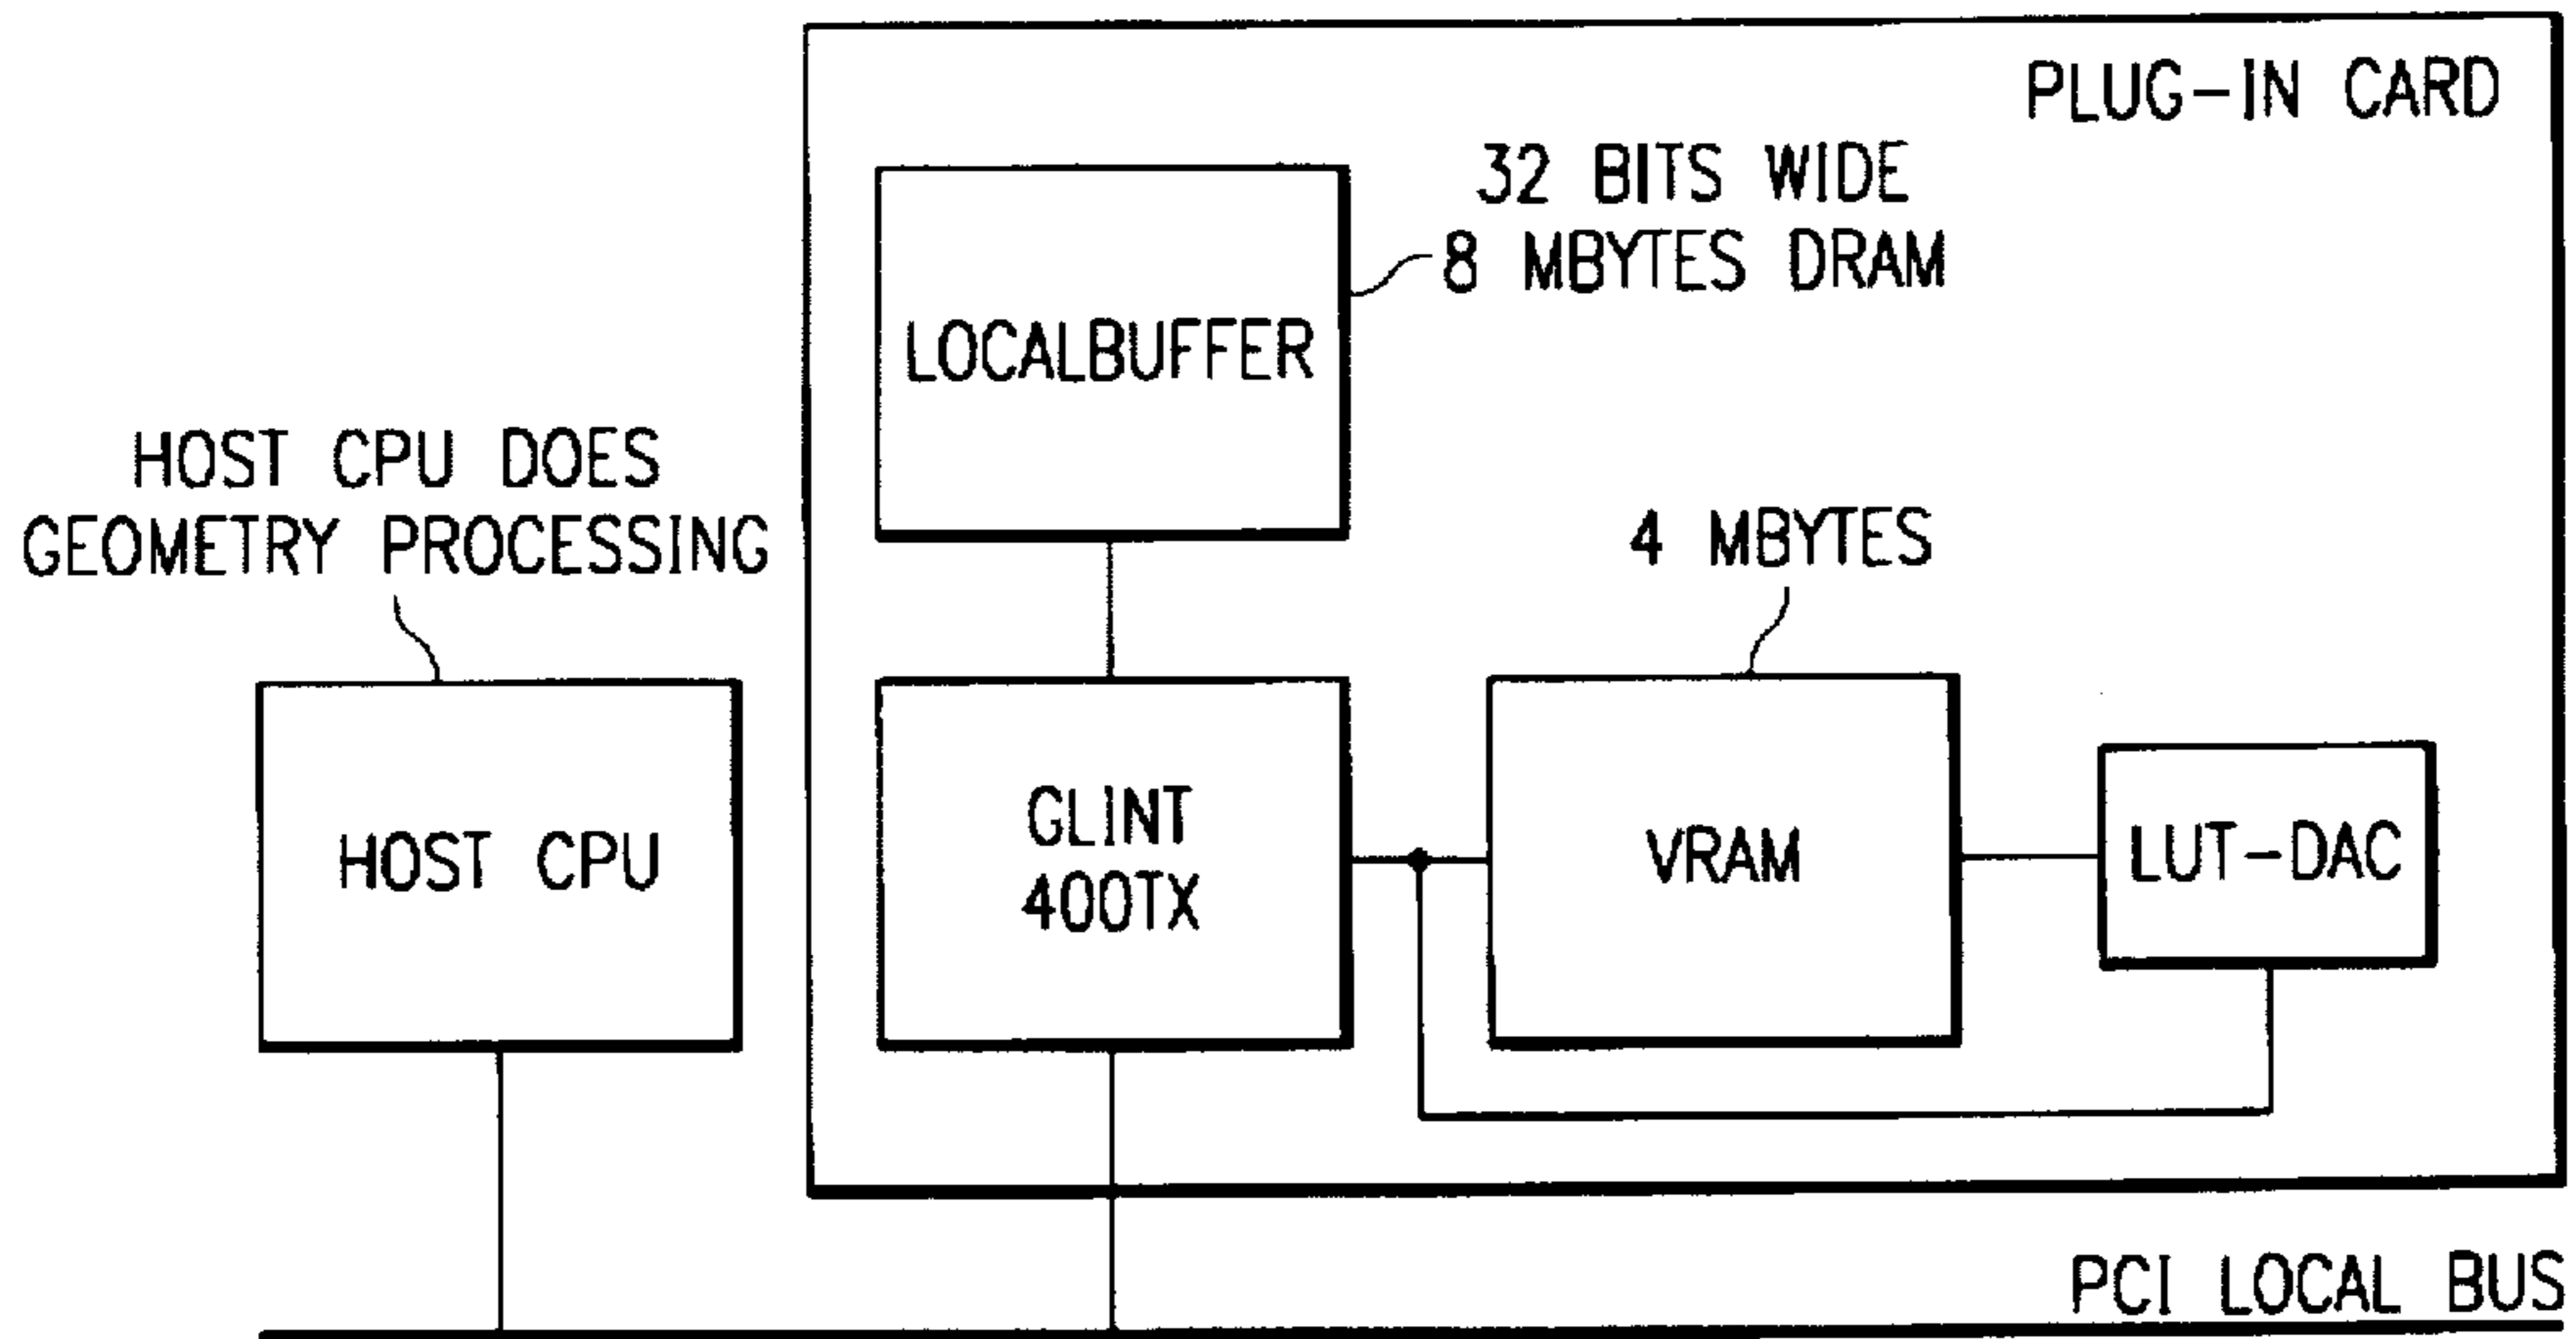 PLUG-IN CARD
32 BITS WIDE
8 MBYTES DRAM
LOCALBUFFER
HOST CPU DOES
GEOMETRY PROCESSING
4 MBYTES
HOST CPU
GLINT
400TX
VRAM
LUT-DAC
PCI LOCAL BUS